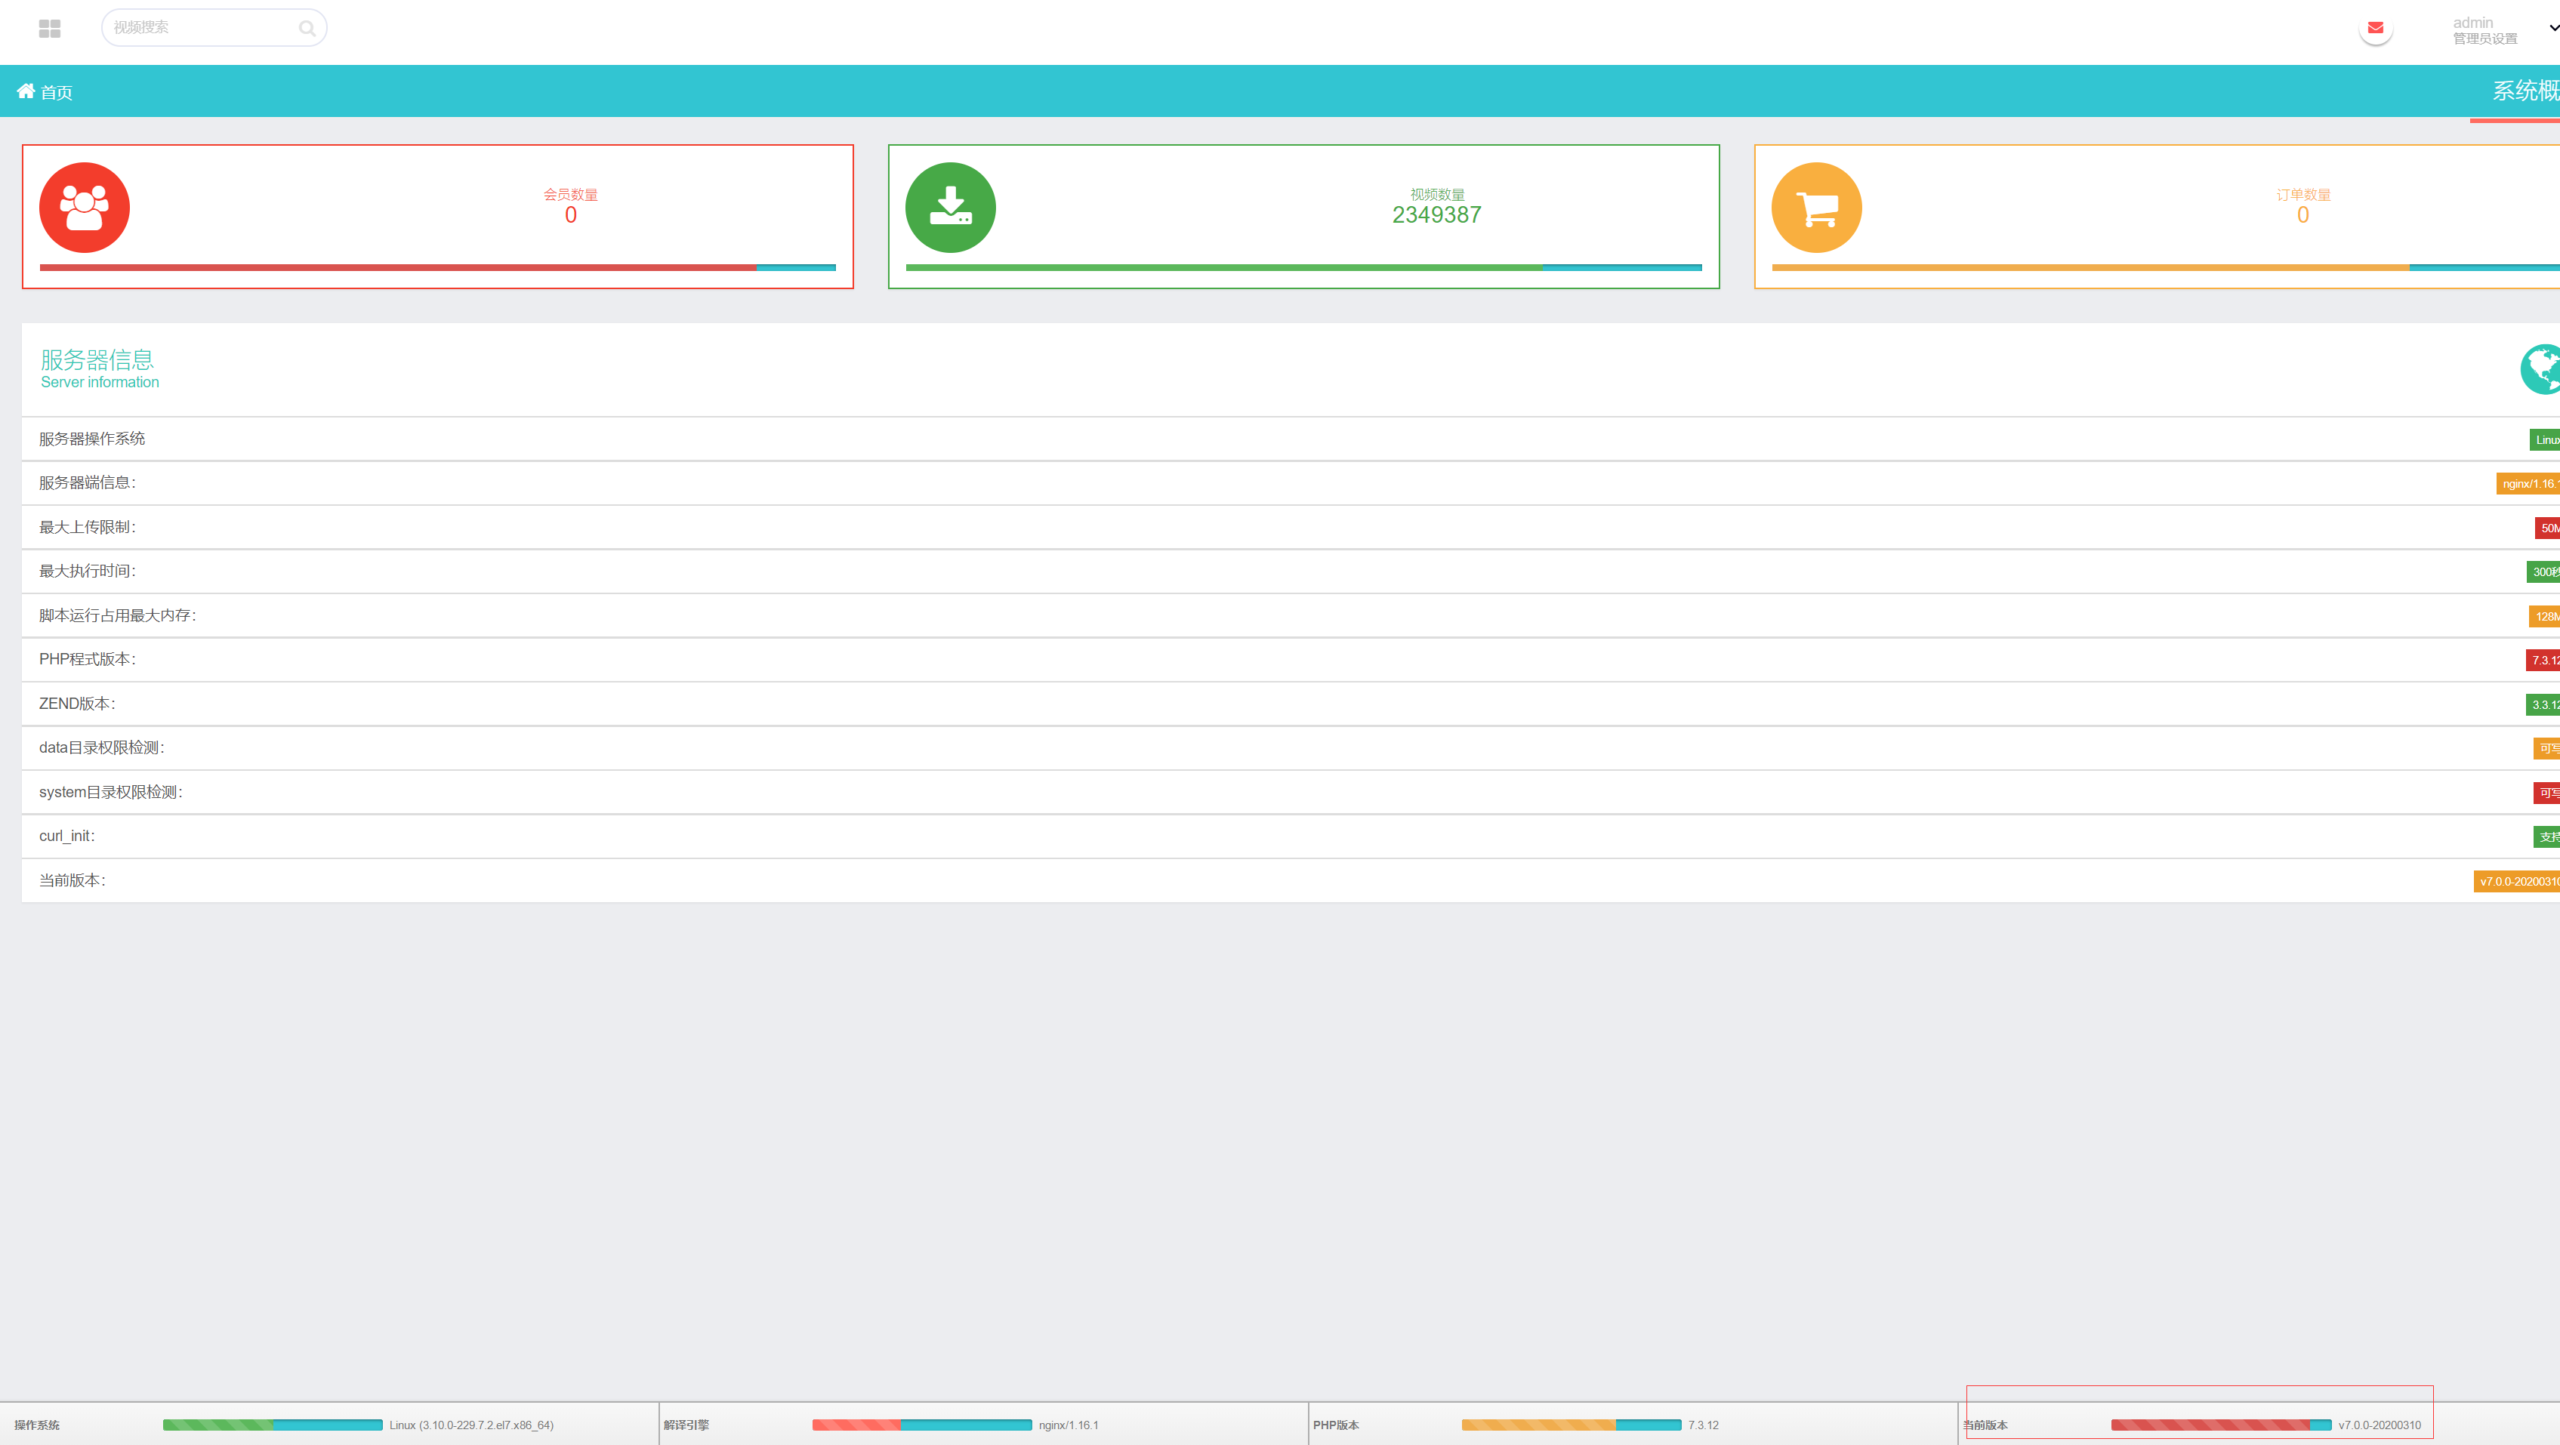 视频搜索
admin
管理员设置
首页
系统概
会员数量
0
视频数量
2349387
订单数量
0
服务器信息
Server information
服务器操作系统
Linux
服务器端信息：
nginx/1.16.1
最大上传限制：
50M
最大执行时间：
300秒
脚本运行占用最大内存：
128M
PHP程式版本：
7.3.12
ZEND版本：
3.3.12
data目录权限检测：
可写
system目录权限检测：
可写
curl_init：
支持
当前版本：
v7.0.0-20200310
操作系统
Linux (3.10.0-229.7.2.el7.x86_64)
解译引擎
nginx/1.16.1
PHP版本
7.3.12
当前版本
v7.0.0-20200310